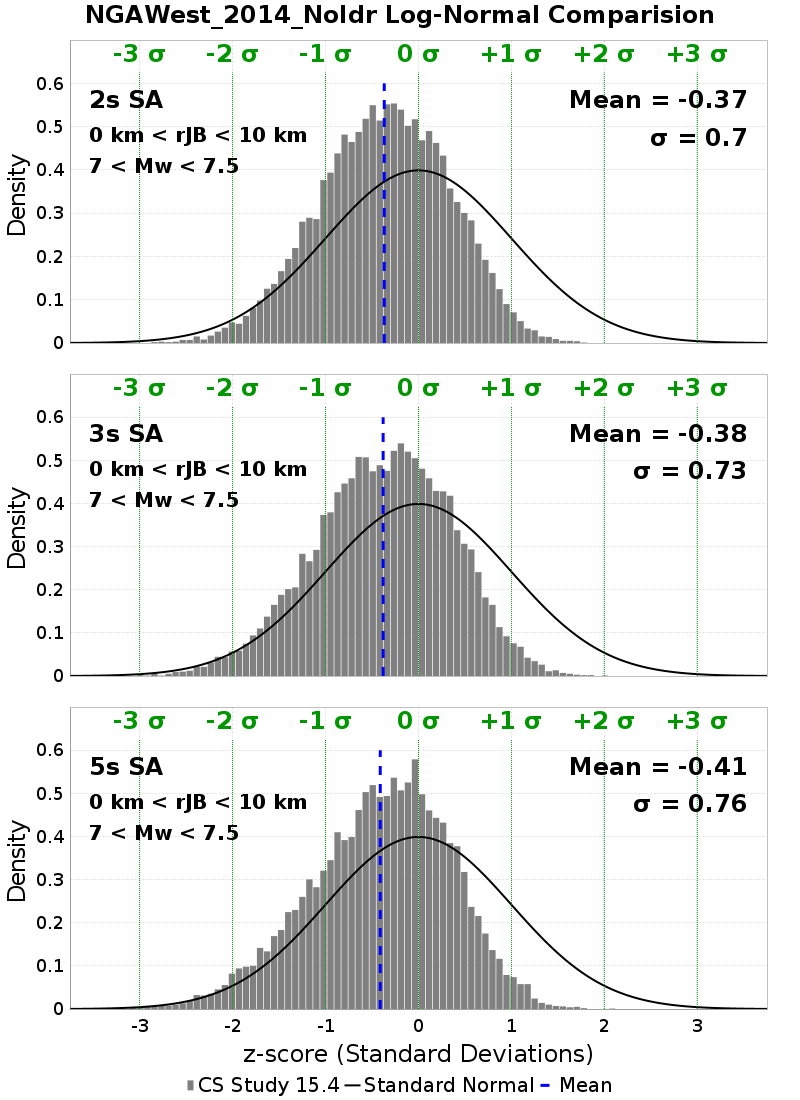 NGAWest_2014_NoIdr Log-Normal Comparision
-3 σ -2 σ -1 σ 0 σ +1 σ +2 σ +3 σ
2s SA
0 km < rJB < 10 km
7 < Mw < 7.5
Mean = -0.37
σ = 0.7
Density
0.6
0.5
0.4
0.3
0.2
0.1
0
-3 σ -2 σ -1 σ 0 σ +1 σ +2 σ +3 σ
3s SA
0 km < rJB < 10 km
7 < Mw < 7.5
Mean = -0.38
σ = 0.73
Density
0.6
0.5
0.4
0.3
0.2
0.1
0
-3 σ -2 σ -1 σ 0 σ +1 σ +2 σ +3 σ
5s SA
0 km < rJB < 10 km
7 < Mw < 7.5
Mean = -0.41
σ = 0.76
Density
0.6
0.5
0.4
0.3
0.2
0.1
0
-3 -2 -1 0 1 2 3
z-score (Standard Deviations)
CS Study 15.4 Standard Normal Mean